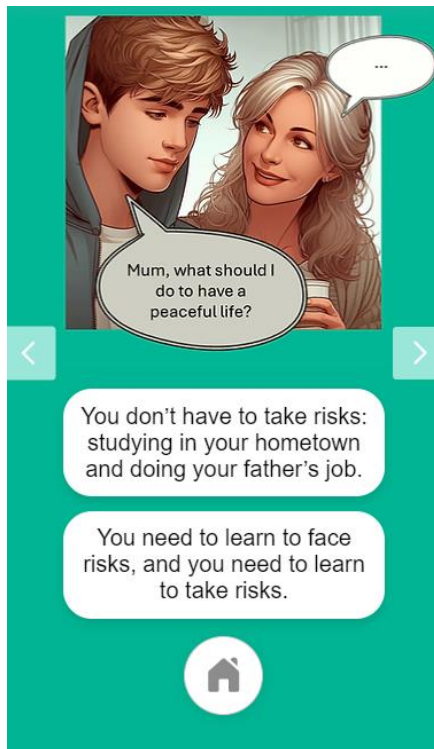 ...
Mum, what should I
do to have a
peaceful life?
You don’t have to take risks:
studying in your hometown
and doing your father’s job.
You need to learn to face
risks, and you need to learn
to take risks.